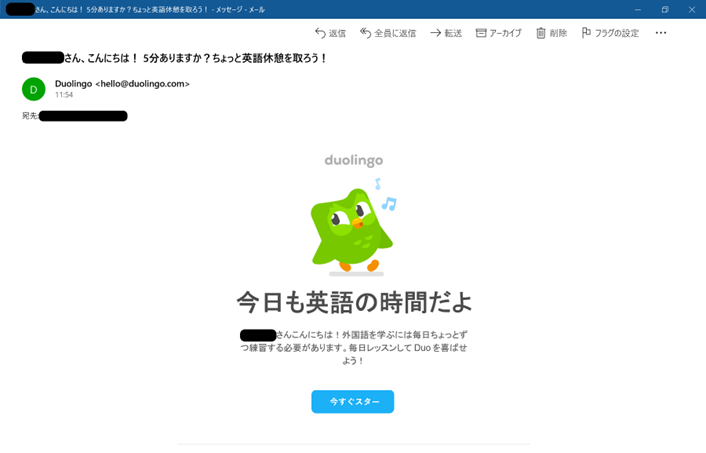 さん、こんにちは！ 5分ありますか？ちょっと英語休憩を取ろう！ - メッセージ - メール
返信 全員に返信 転送 アーカイブ 削除 フラグの設定
さん、こんにちは！ 5分ありますか？ちょっと英語休憩を取ろう！
D
Duolingo <hello@duolingo.com>
11:54
宛先:
duolingo
今日も英語の時間だよ
さんこんにちは！外国語を学ぶには毎日ちょっとず
つ練習する必要があります。毎日レッスンして Duo を喜ばせ
よう！
今すぐスター